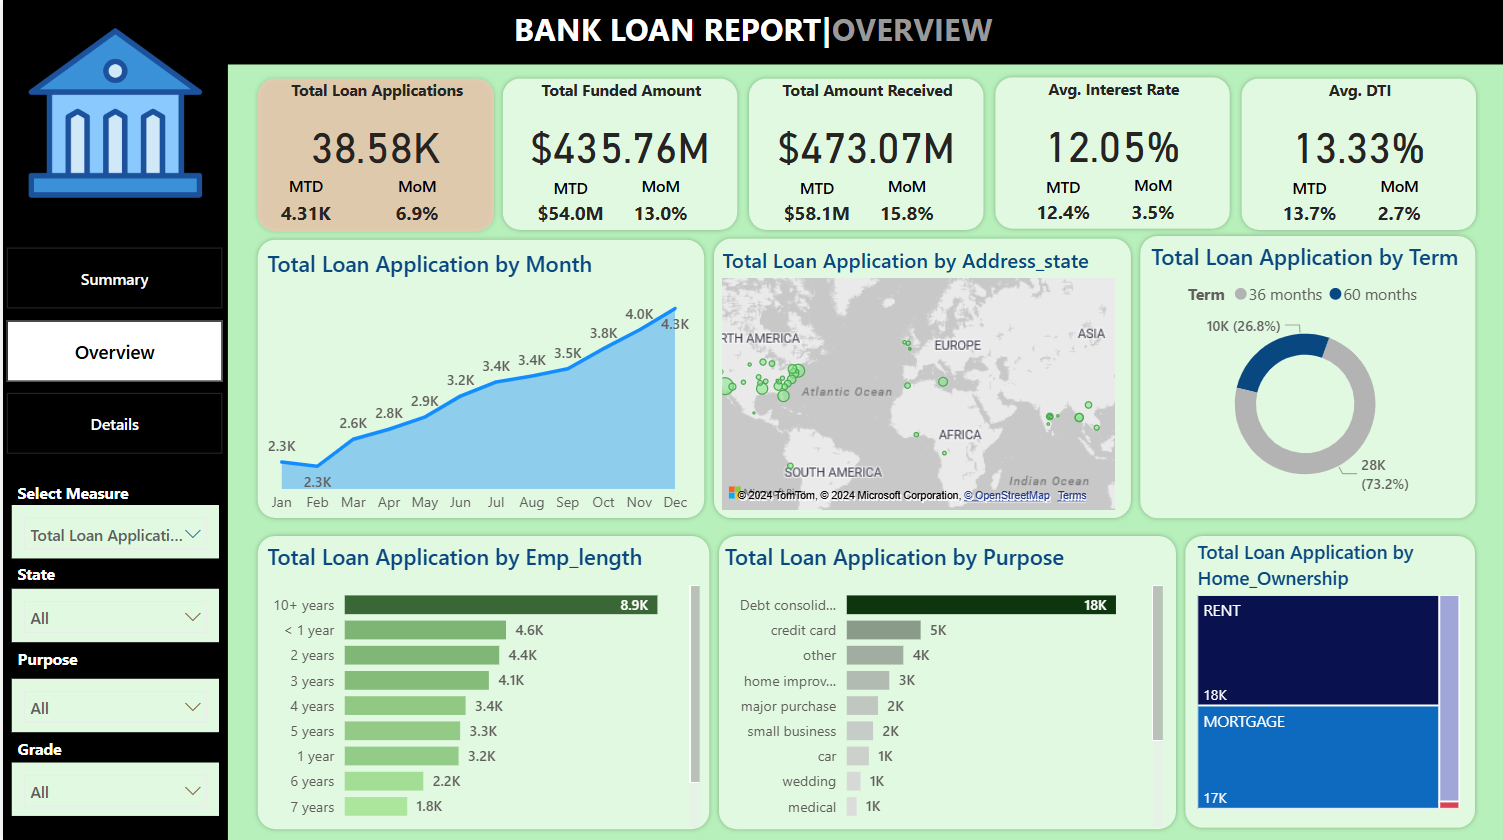 BANK LOAN REPORT|OVERVIEW
Total Loan Applications
38.58K
MTD MoM
4.31K 6.9%
Total Funded Amount
$435.76M
MTD MoM
$54.0M 13.0%
Total Amount Received
$473.07M
MTD MoM
$58.1M 15.8%
Avg. Interest Rate
12.05%
MTD MoM
12.4% 3.5%
Avg. DTI
13.33%
MTD MoM
13.7% 2.7%
Summary
Overview
Details
Select Measure
Total Loan Applicati...
State
All
Purpose
All
Grade
All
Total Loan Application by Month
2.3K
2.3K
2.6K
2.8K
2.9K
3.2K
3.4K
3.4K
3.5K
3.8K
4.0K
4.3K
Jan Feb Mar Apr May Jun Jul Aug Sep Oct Nov Dec
Total Loan Application by Address_state
RTH AMERICA
EUROPE
ASIA
Atlantic Ocean
AFRICA
SOUTH AMERICA
Indian Ocean
© 2024 TomTom, © 2024 Microsoft Corporation, © OpenStreetMap Terms
Total Loan Application by Term
Term 36 months 60 months
10K (26.8%)
28K
(73.2%)
Total Loan Application by Emp_length
10+ years 8.9K
< 1 year 4.6K
2 years 4.4K
3 years 4.1K
4 years 3.4K
5 years 3.3K
1 year 3.2K
6 years 2.2K
7 years 1.8K
Total Loan Application by Purpose
Debt consolid... 18K
credit card 5K
other 4K
home improv... 3K
major purchase 2K
small business 2K
car 1K
wedding 1K
medical 1K
Total Loan Application by
Home_Ownership
RENT
18K
MORTGAGE
17K